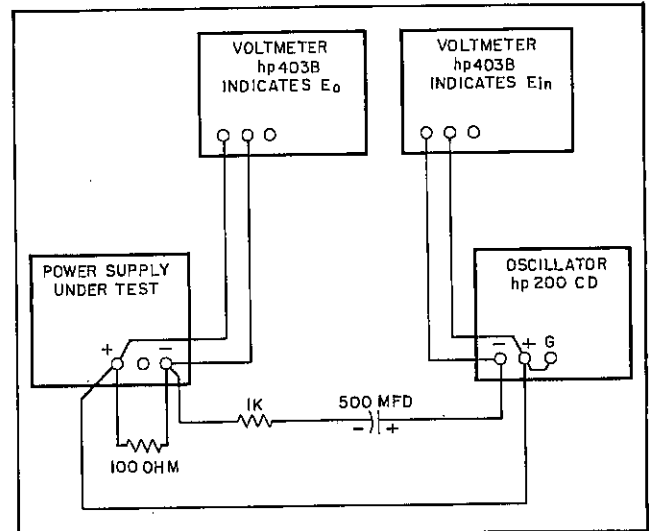 VOLTMETER
hp403B
INDICATES Eo
VOLTMETER
hp403B
INDICATES Ein
POWER SUPPLY
UNDER TEST
+ -
OSCILLATOR
hp 200 CD
- + G
1K
500 MFD
- +
100 OHM